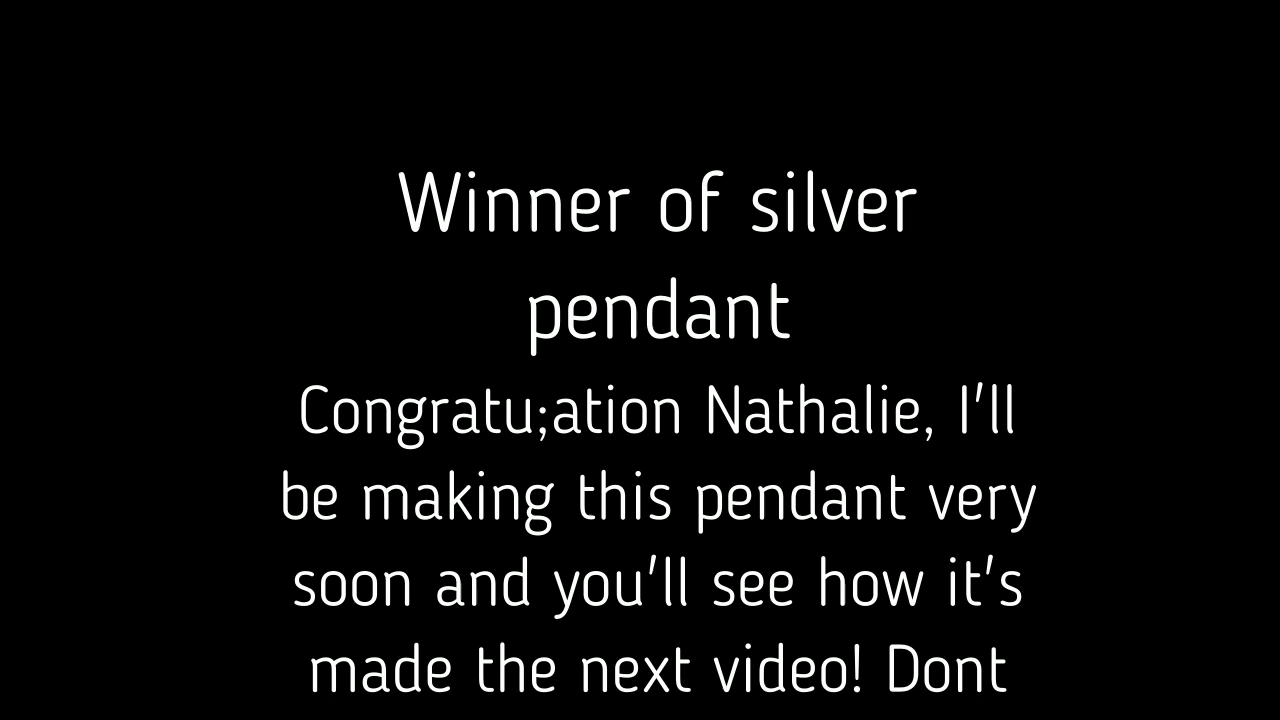 Winner of silver
pendant
Congratu;ation Nathalie, I'll
be making this pendant very
soon and you'll see how it's
made the next video! Dont